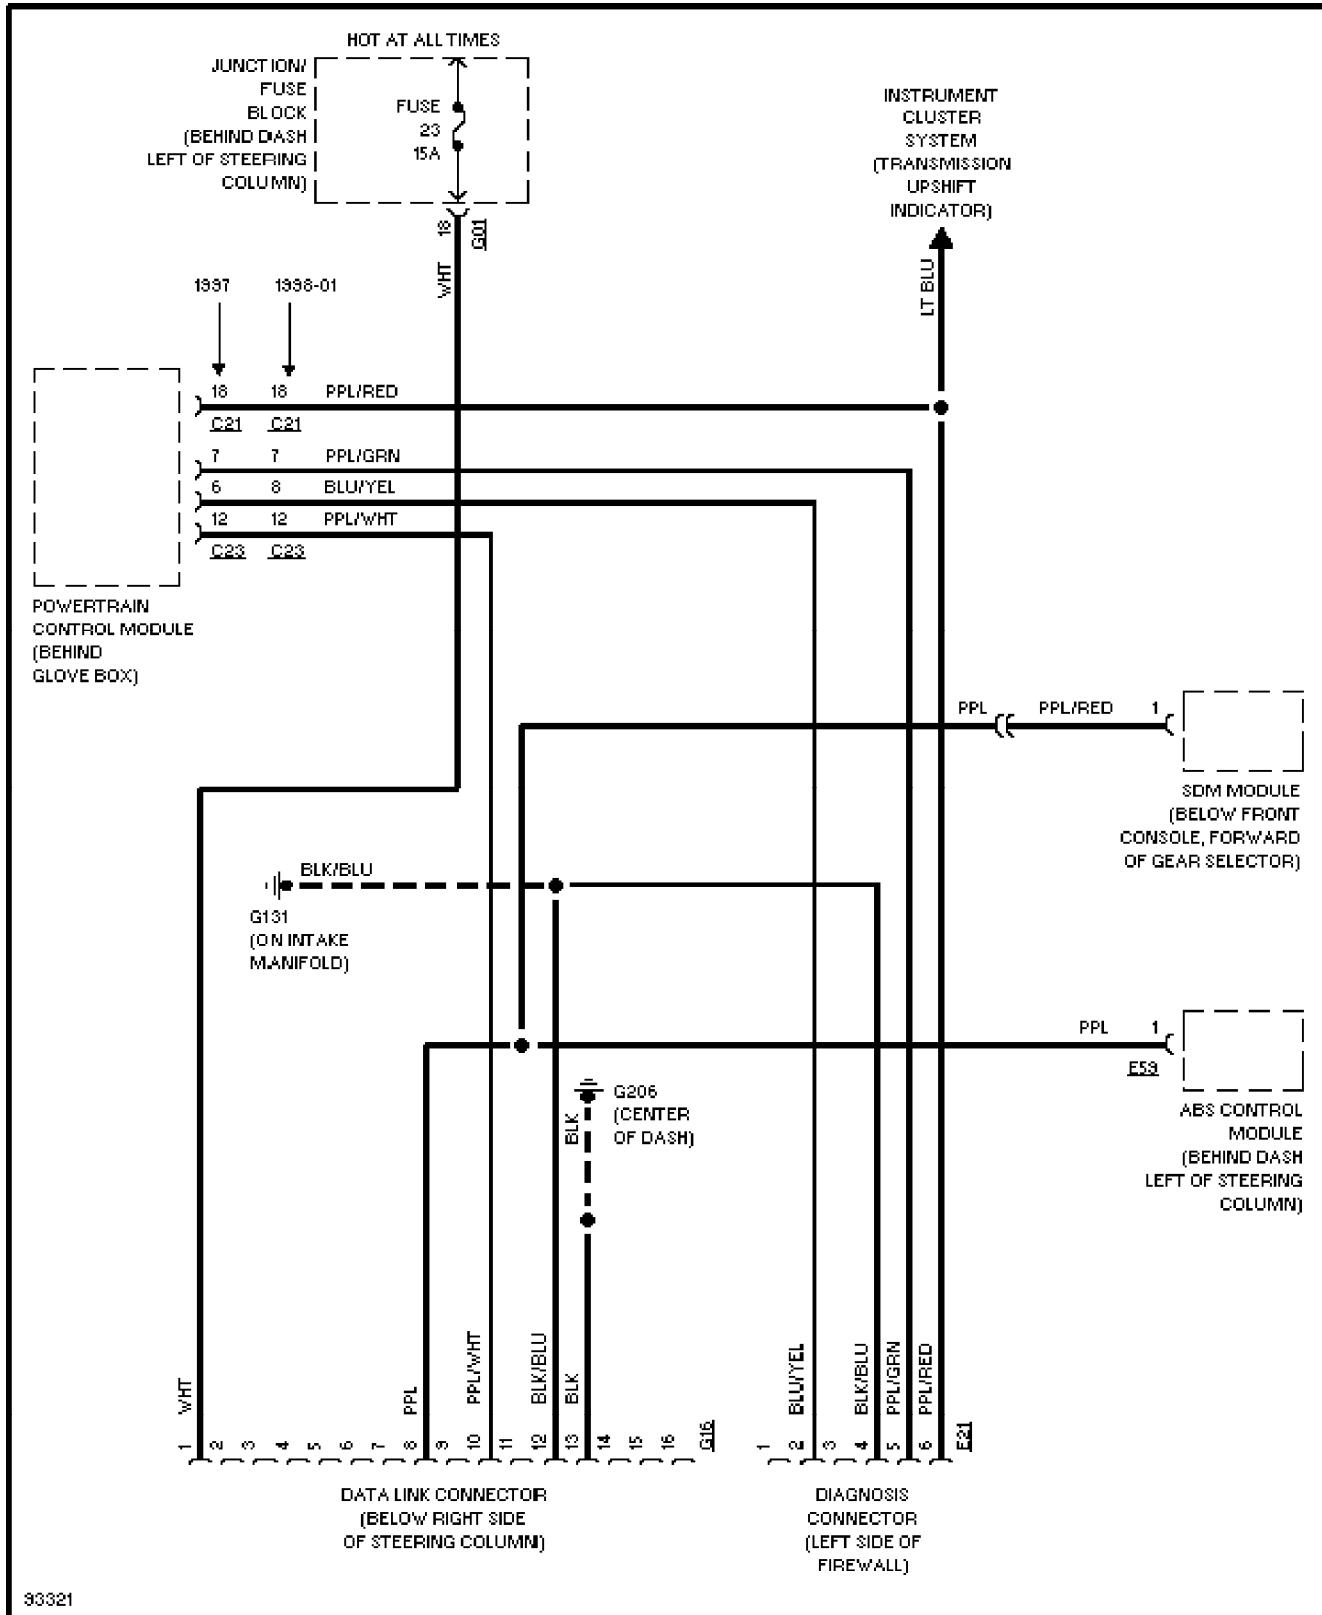 HOT AT ALL TIMES
JUNCTION/
FUSE
BLOCK
(BEHIND DASH
LEFT OF STEERING
COLUMN)
FUSE
23
15A
18
G01
WHT
INSTRUMENT
CLUSTER
SYSTEM
(TRANSMISSION
UPSHIFT
INDICATOR)
LT BLU
1997 1998-01
18 18 PPL/RED
C21 C21
7 7 PPL/GRN
6 8 BLU/YEL
12 12 PPL/WHT
C23 C23
POWERTRAIN
CONTROL MODULE
(BEHIND
GLOVE BOX)
PPL PPL/RED 1
SDM MODULE
(BELOW FRONT
CONSOLE, FORWARD
OF GEAR SELECTOR)
BLK/BLU
G131
(ON INTAKE
MANIFOLD)
PPL 1
E59
ABS CONTROL
MODULE
(BEHIND DASH
LEFT OF STEERING
COLUMN)
G206
(CENTER
OF DASH)
BLK
WHT PPL PPL/WHT BLK/BLU BLK
1 2 3 4 5 6 7 8 9 10 11 12 13 14 15 16 G16
DATA LINK CONNECTOR
(BELOW RIGHT SIDE
OF STEERING COLUMN)
BLU/YEL BLK/BLU PPL/GRN PPL/RED
1 2 3 4 5 6 E21
DIAGNOSIS
CONNECTOR
(LEFT SIDE OF
FIREWALL)
93321